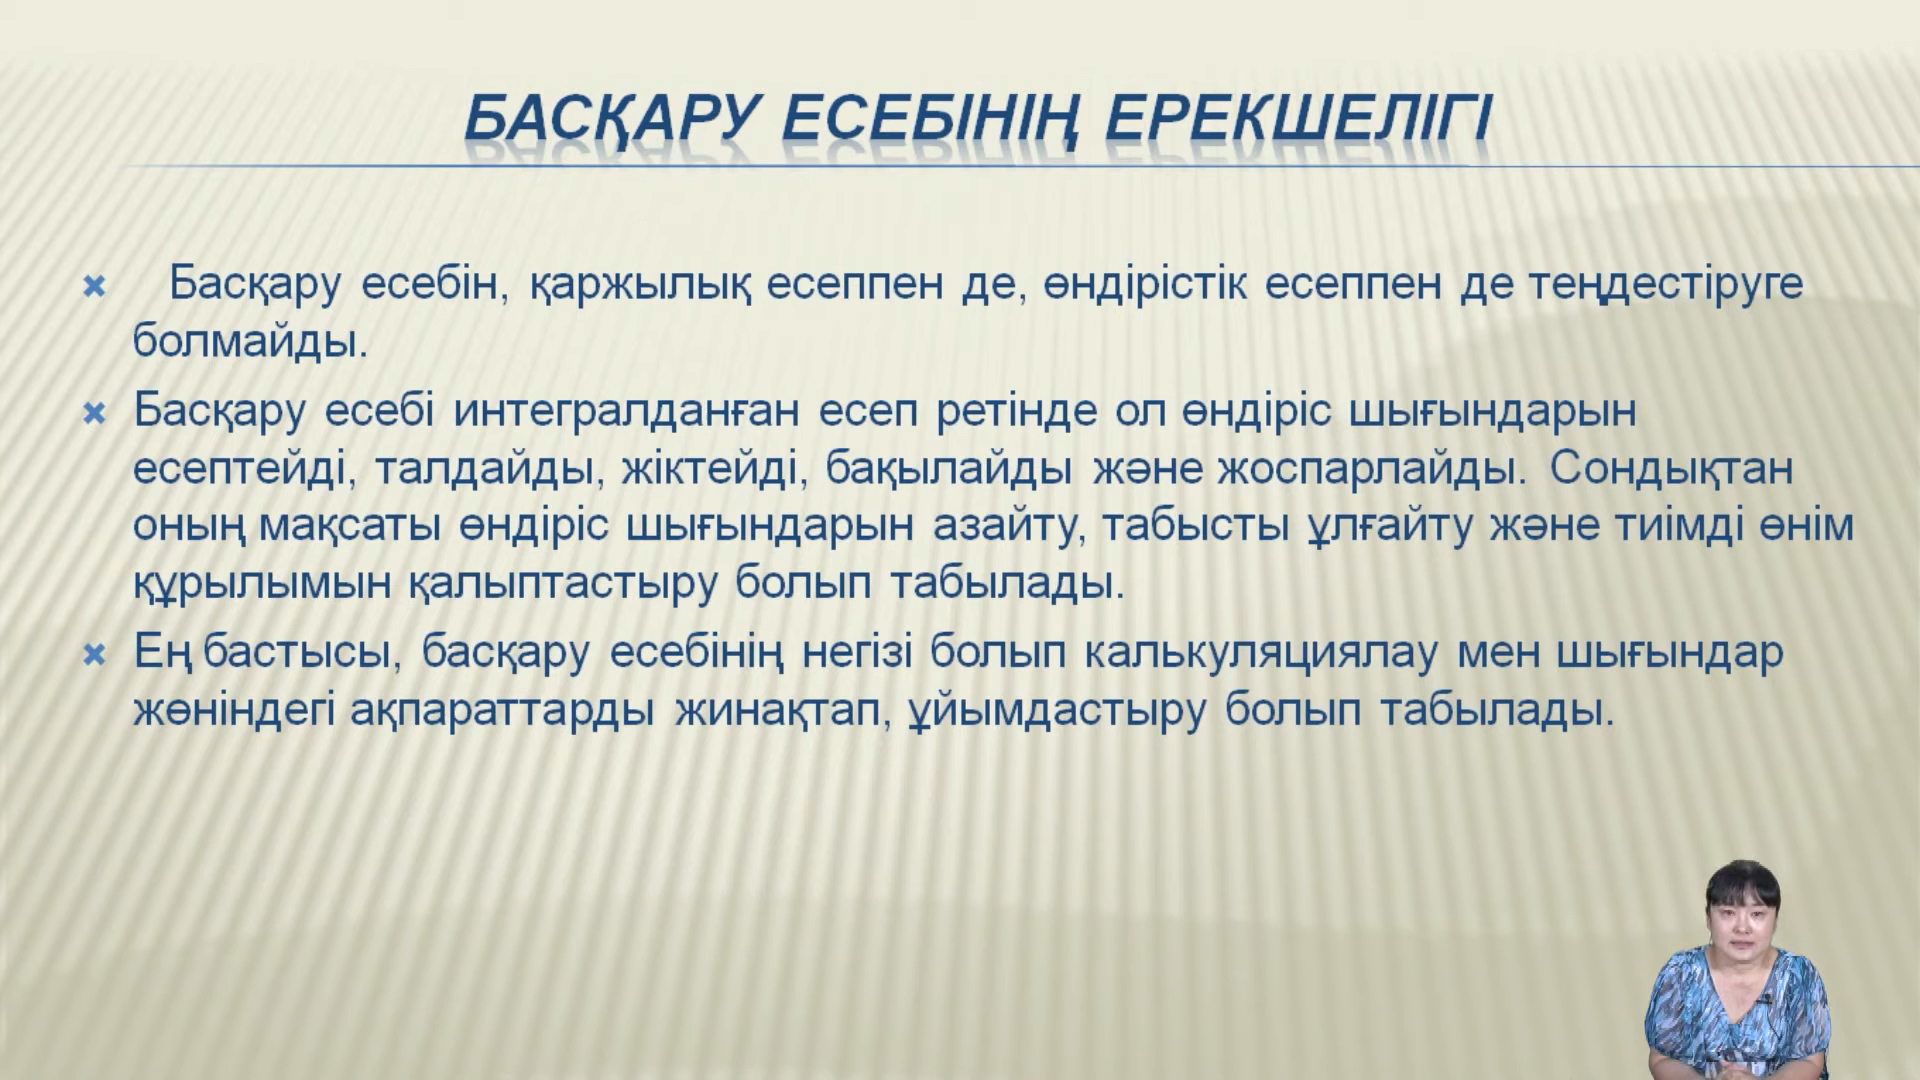 БАСҚАРУ ЕСЕБІНІҢ ЕРЕКШЕЛІГІ
Басқару есебін, қаржылық есеппен де, өндірістік есеппен де теңдестіруге
болмайды.
Басқару есебі интегралданған есеп ретінде ол өндіріс шығындарын
есептейді, талдайды, жіктейді, бақылайды және жоспарлайды. Сондықтан
оның мақсаты өндіріс шығындарын азайту, табысты ұлғайту және тиімді өнім
құрылымын қалыптастыру болып табылады.
Ең бастысы, басқару есебінің негізі болып калькуляциялау мен шығындар
жөніндегі ақпараттарды жинақтап, ұйымдастыру болып табылады.